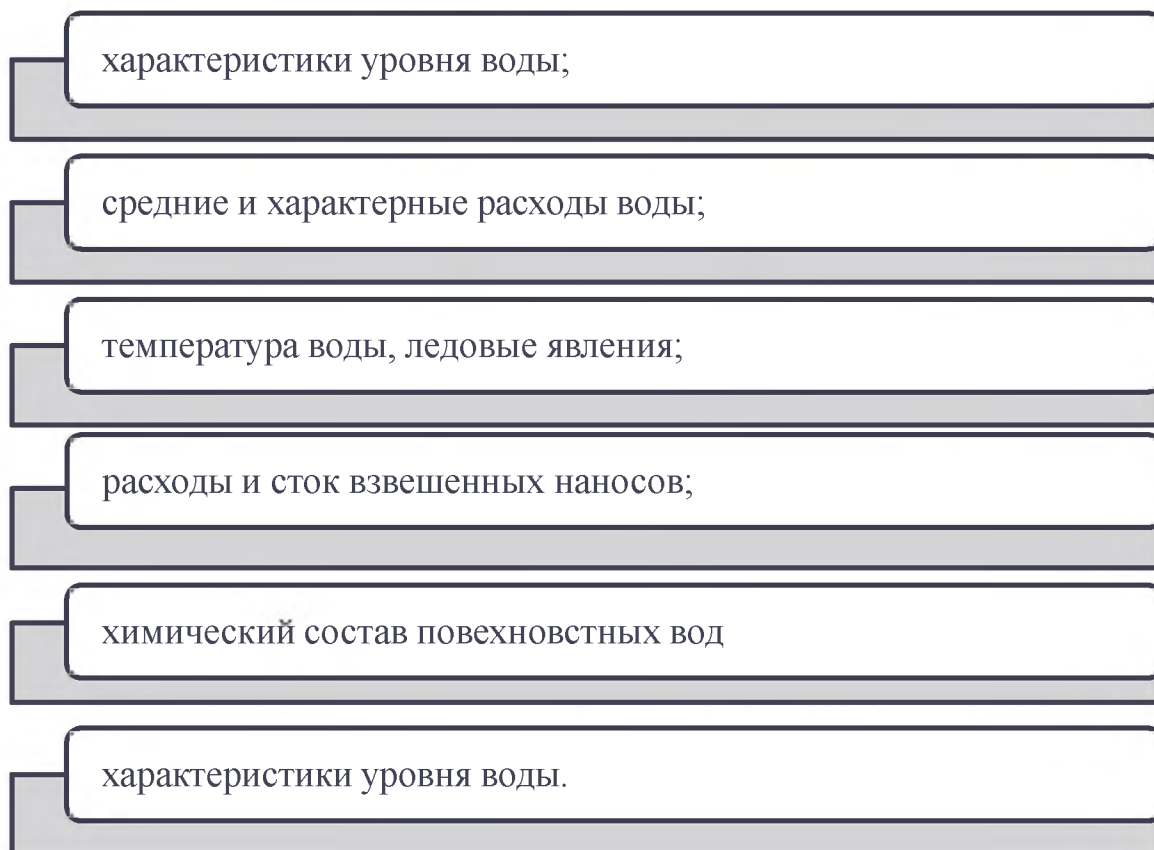 характеристики уровня воды;
средние и характерные расходы воды;
температура воды, ледовые явления;
расходы и сток взвешенных наносов;
химический состав повехновстных вод
характеристики уровня воды.